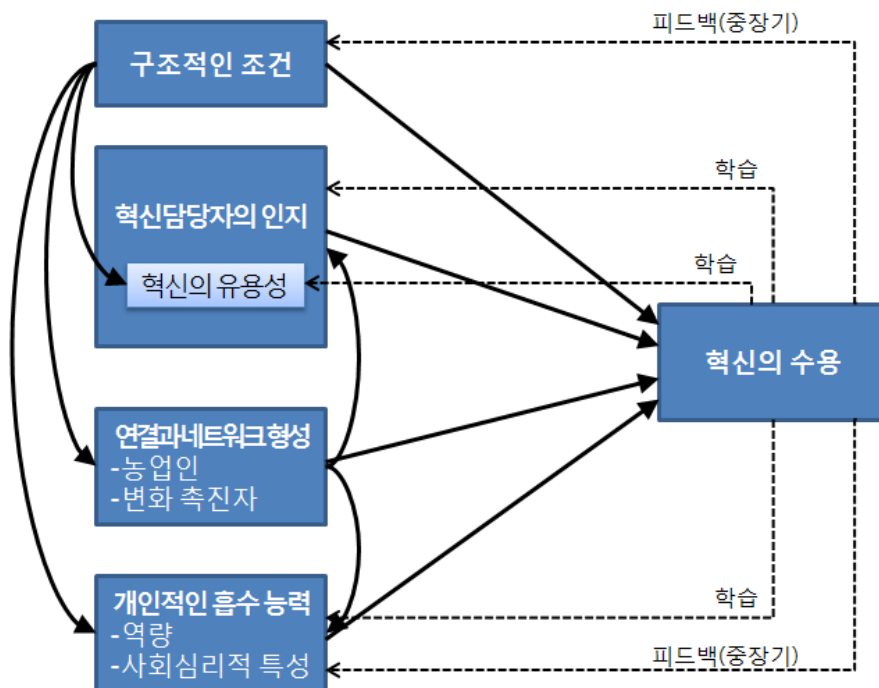 피드백(중장기)
구조적인 조건
학습
혁신담당자의 인지
학습
혁신의 유용성
혁신의 수용
연결과네트워크형성
-농업인
-변화 촉진자
개인적인 흡수 능력
학습
-역량
-사회심리적 특성
피드백(중장기)